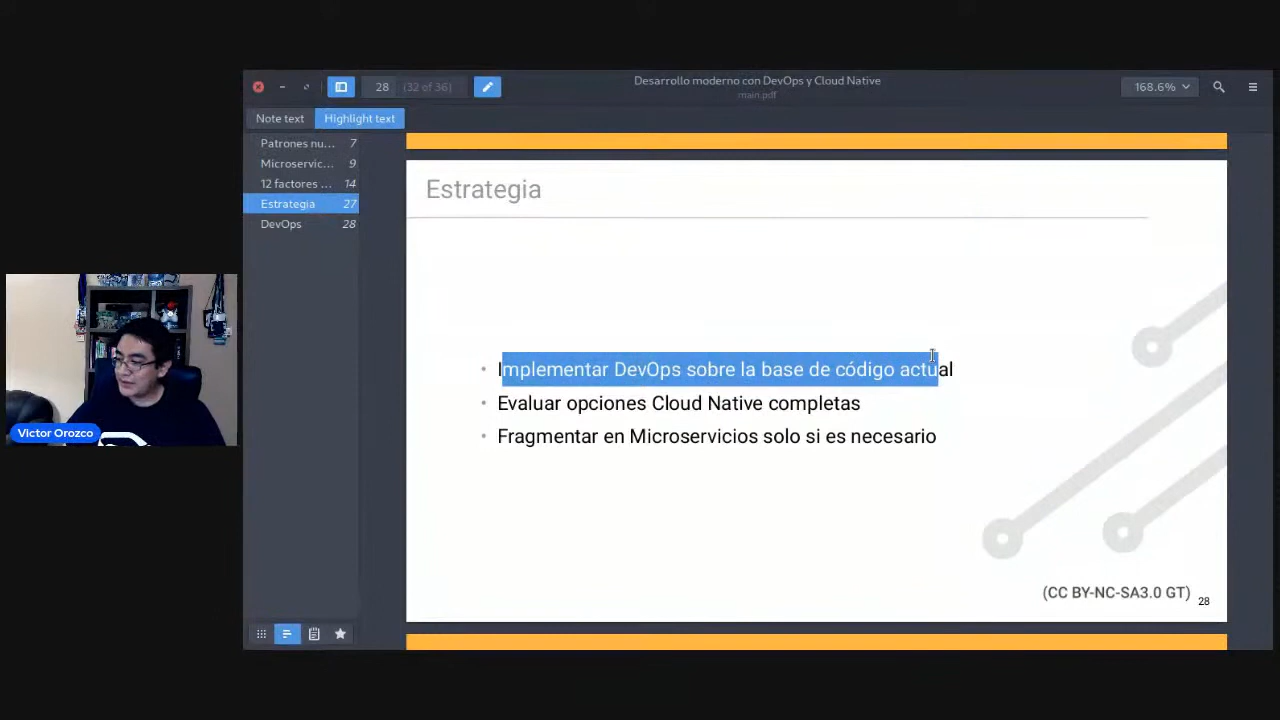 Desarrollo moderno con DevOps y Cloud Native
main.pdf
28 (32 of 36)
168.6%
Note text
Highlight text
Patrones nu... 7
Microservic... 9
12 factores ... 14
Estrategia 27
DevOps 28
Estrategia
• Implementar DevOps sobre la base de código actual
• Evaluar opciones Cloud Native completas
• Fragmentar en Microservicios solo si es necesario
(CC BY-NC-SA3.0 GT)
28
Victor Orozco